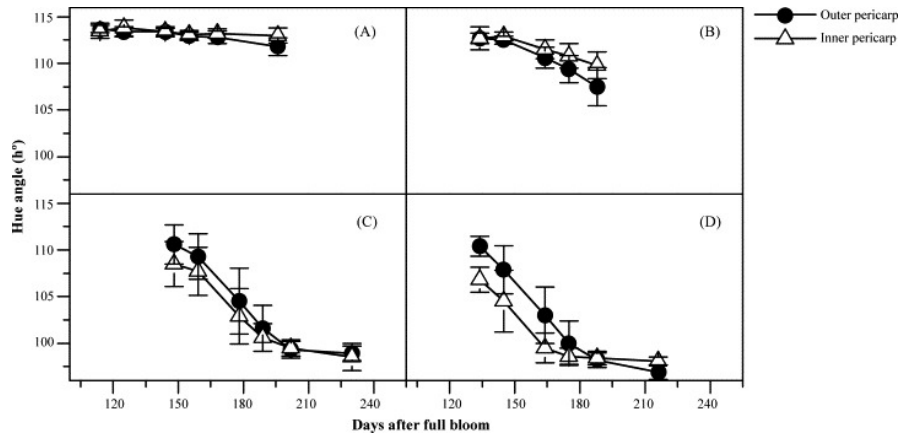 115
110
105
100
(A)
(B)
Outer pericarp
Inner pericarp
Hue angle (hº)
115
110
105
100
(C)
(D)
120 150 180 210 240 120 150 180 210 240
Days after full bloom